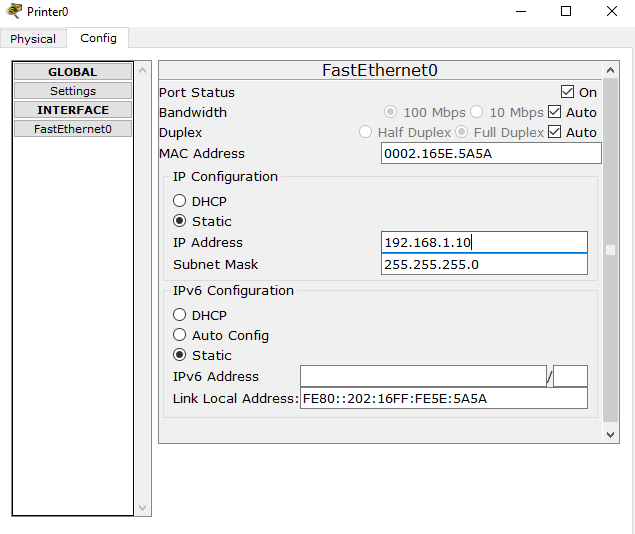 Printer0
Physical Config
GLOBAL
Settings
INTERFACE
FastEthernet0
FastEthernet0
Port Status On
Bandwidth 100 Mbps 10 Mbps Auto
Duplex Half Duplex Full Duplex Auto
MAC Address 0002.165E.5A5A
IP Configuration
DHCP
Static
IP Address 192.168.1.10
Subnet Mask 255.255.255.0
IPv6 Configuration
DHCP
Auto Config
Static
IPv6 Address /
Link Local Address: FE80::202:16FF:FE5E:5A5A